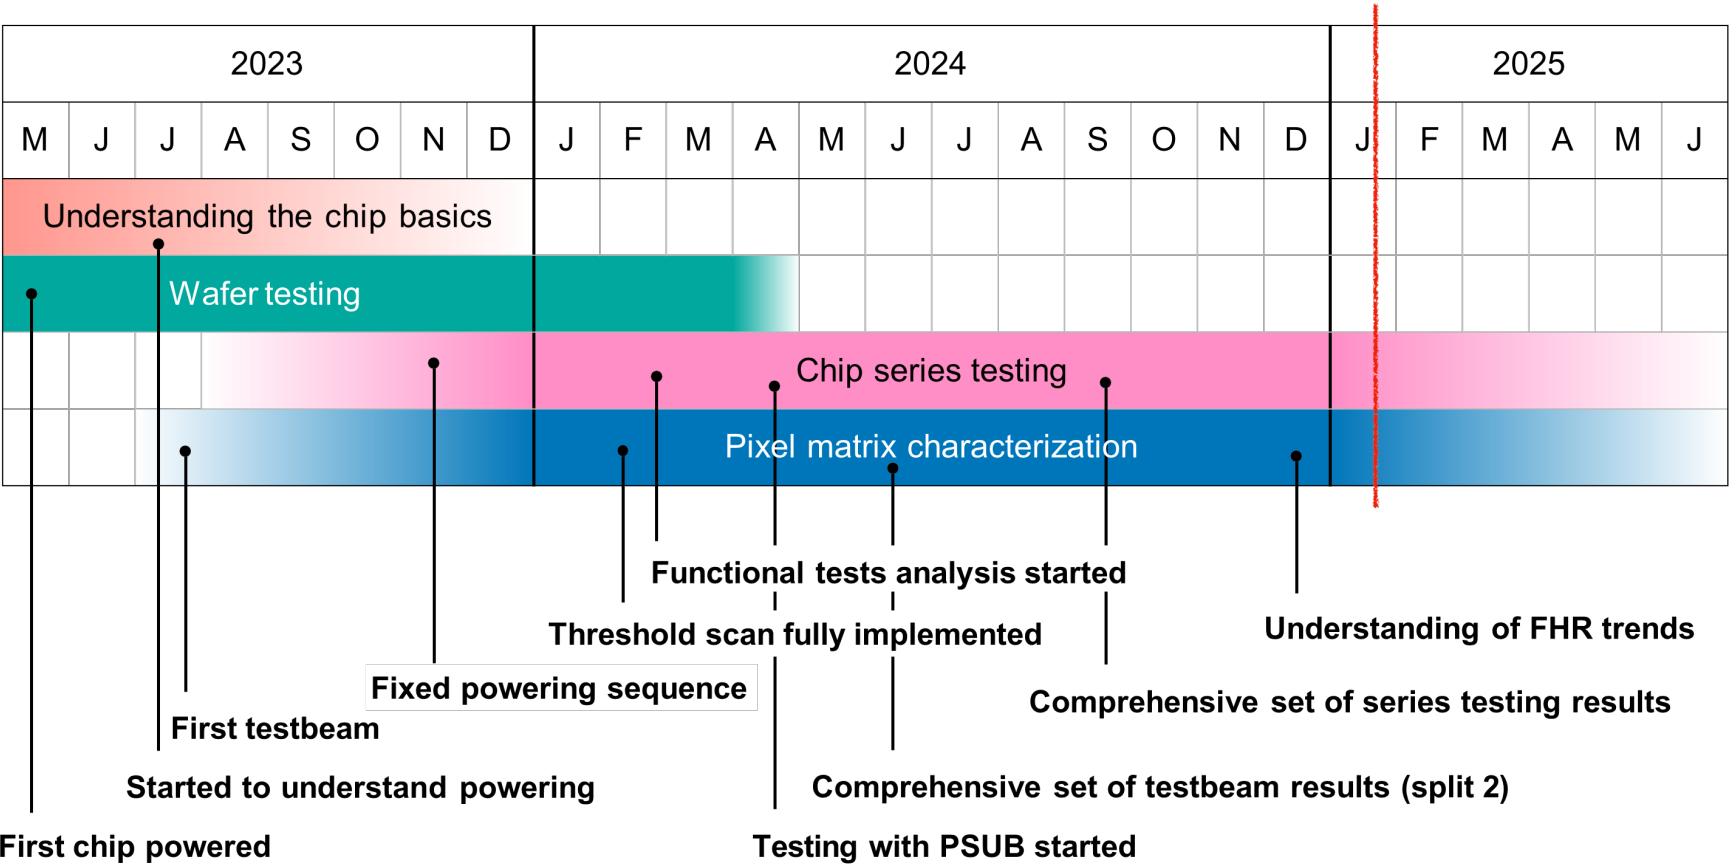 2023 2024 2025
M J J A S O N D J F M A M J J A S O N D J F M A M J
Understanding the chip basics
Wafer testing
Chip series testing
Pixel matrix characterization
Functional tests analysis started
Understanding of FHR trends
Threshold scan fully implemented
Fixed powering sequence
Comprehensive set of series testing results
First testbeam
Started to understand powering
Comprehensive set of testbeam results (split 2)
First chip powered
Testing with PSUB started